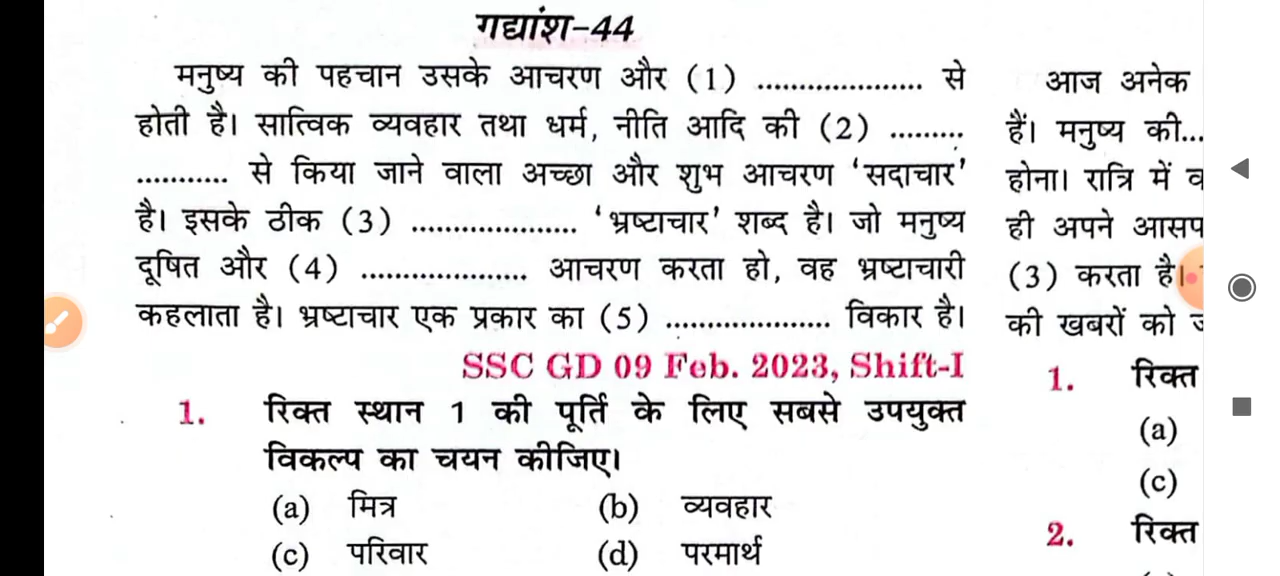 गद्यांश-44
मनुष्य की पहचान उसके आचरण और (1) .................... से
होती है। सात्विक व्यवहार तथा धर्म, नीति आदि की (2) .........
........... से किया जाने वाला अच्छा और शुभ आचरण ‘सदाचार’
है। इसके ठीक (3) .................... ‘भ्रष्टाचार’ शब्द है। जो मनुष्य
दूषित और (4) .................... आचरण करता हो, वह भ्रष्टाचारी
कहलाता है। भ्रष्टाचार एक प्रकार का (5) .................... विकार है।
SSC GD 09 Feb. 2023, Shift-I
1. रिक्त स्थान 1 की पूर्ति के लिए सबसे उपयुक्त
विकल्प का चयन कीजिए।
(a) मित्र (b) व्यवहार
(c) परिवार (d) परमार्थ
आज अनेक
हैं। मनुष्य की...
होना। रात्रि में
ही अपने
(3) करता है।
की खबरों को
1. रिक्त
(a)
(c)
2. रिक्त